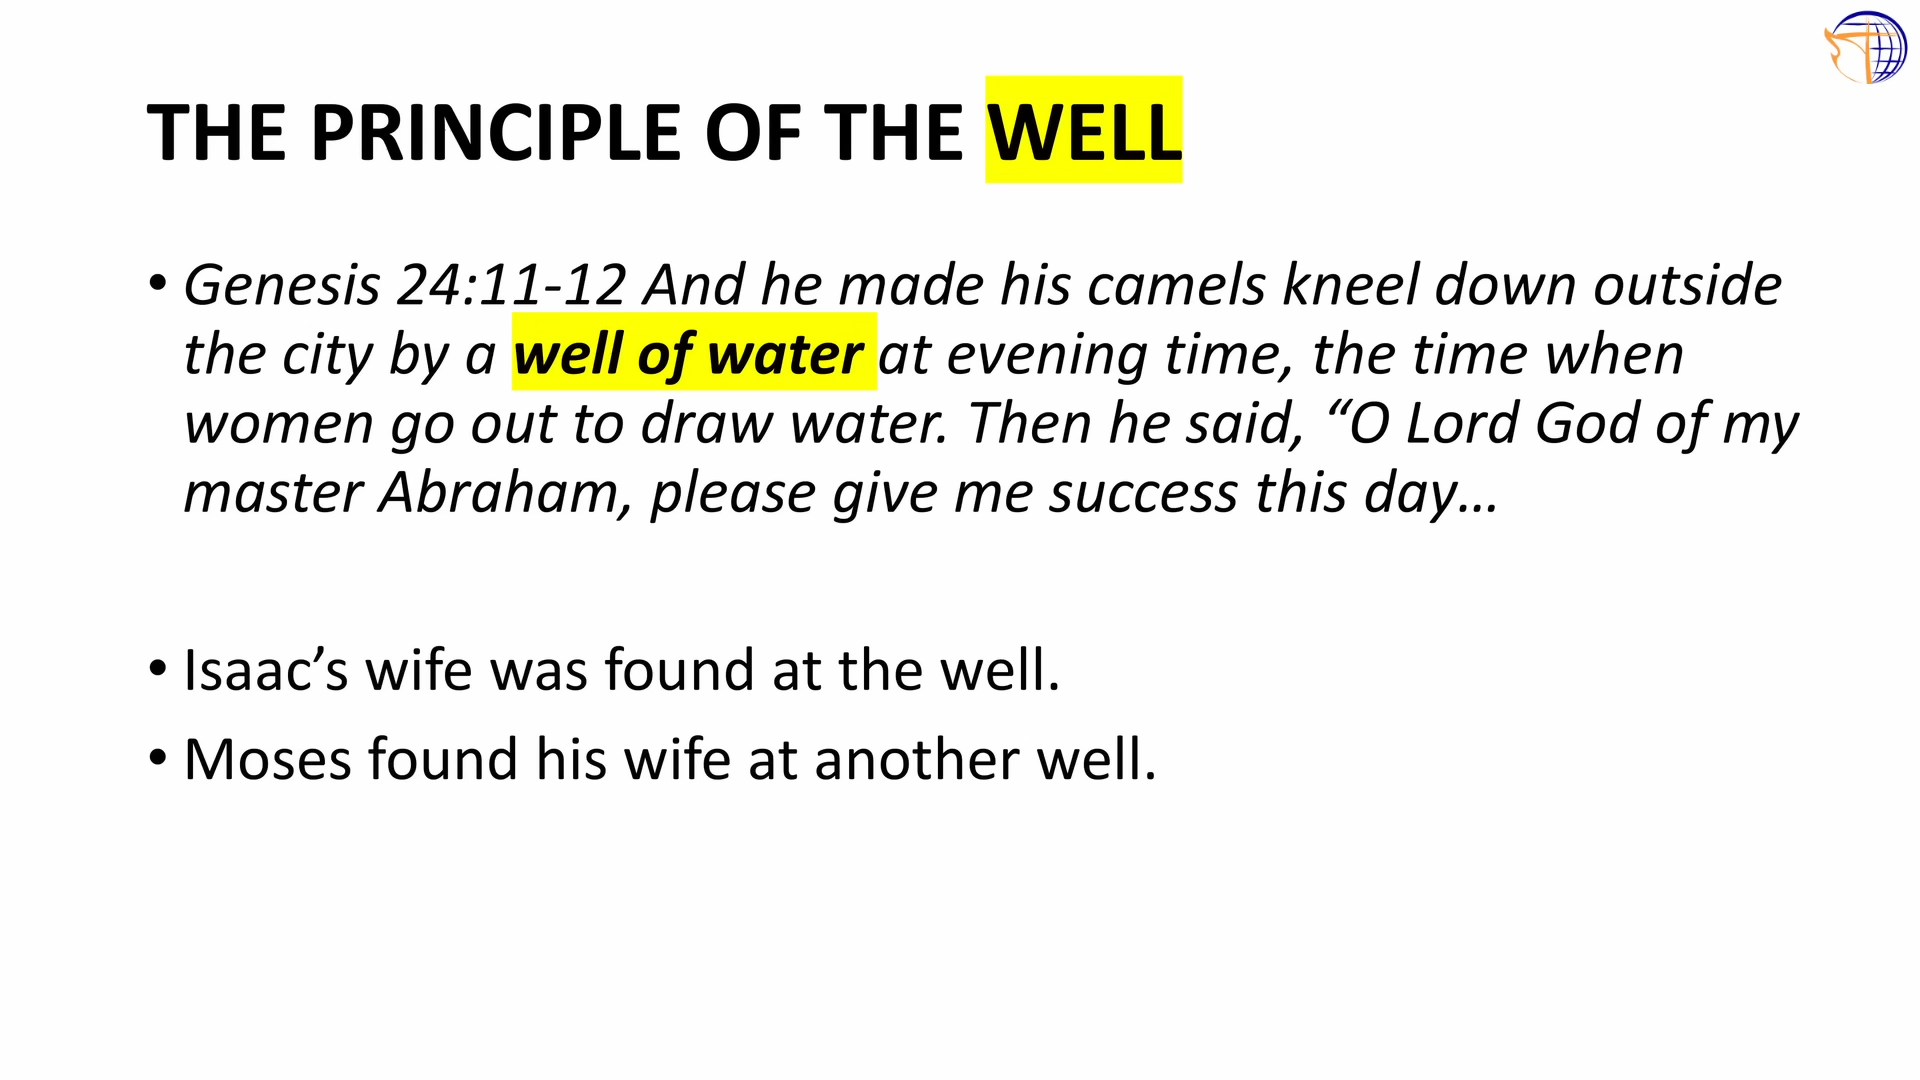 THE PRINCIPLE OF THE WELL
• Genesis 24:11-12 And he made his camels kneel down outside
the city by a well of water at evening time, the time when
women go out to draw water. Then he said, “O Lord God of my
master Abraham, please give me success this day…
• Isaac’s wife was found at the well.
• Moses found his wife at another well.